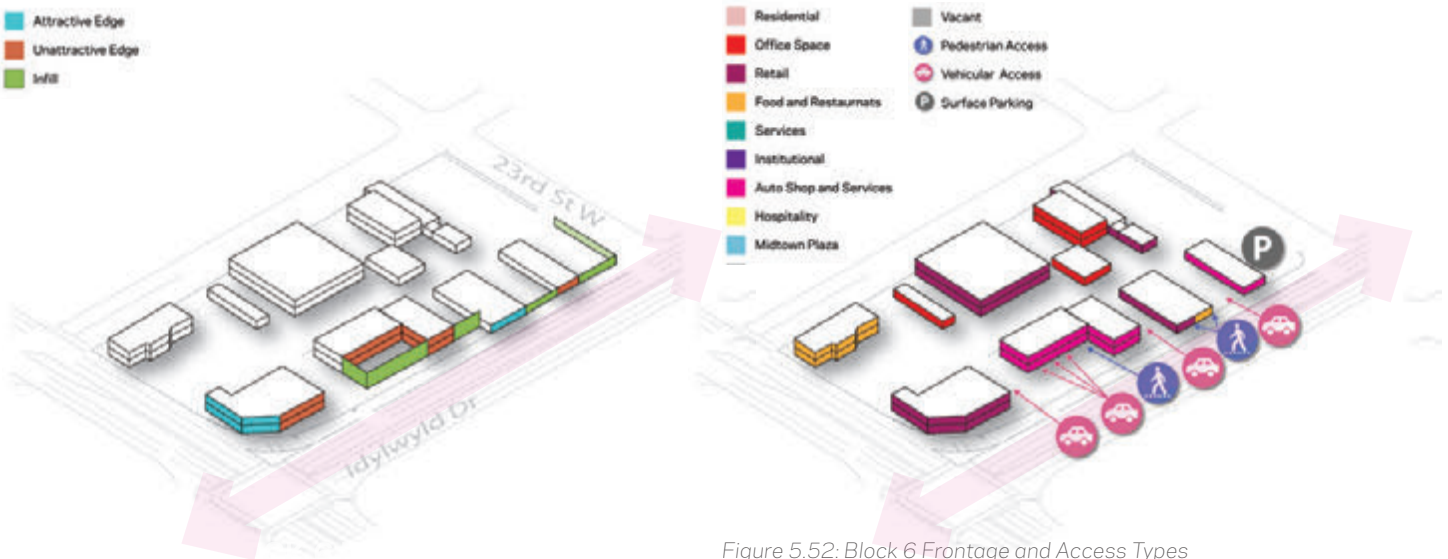 Attractive Edge
Unattractive Edge
Infill
23rd St W
Idylwyld Dr
Residential
Office Space
Retail
Food and Restaurnats
Services
Institutional
Auto Shop and Services
Hospitality
Midtown Plaza
Vacant
Pedestrian Access
Vehicular Access
P Surface Parking
P
Figure 5.52: Block 6 Frontage and Access Types